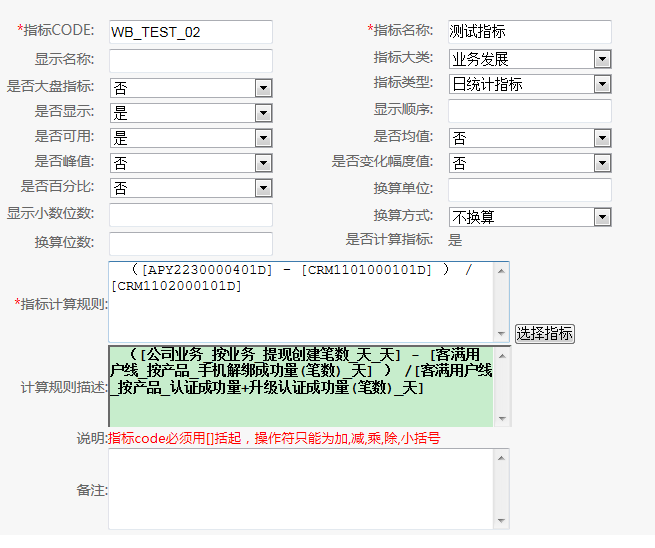 *指标CODE: WB_TEST_02 *指标名称: 测试指标
显示名称: 指标大类: 业务发展
是否大盘指标: 否 指标类型: 日统计指标
是否显示: 是 显示顺序:
是否可用: 是 是否均值: 否
是否峰值: 否 是否变化幅度值: 否
是否百分比: 否 换算单位:
显示小数位数: 换算方式: 不换算
换算位数: 是否计算指标: 是
*指标计算规则:
（[APY2230000401D] - [CRM1101000101D] ） /
[CRM1102000101D]
选择指标
计算规则描述:
（[公司业务_按业务_提现创建笔数_天_天] - [客满用
户线_按产品_手机解绑成功量(笔数)_天] ） /[客满用户线
_按产品_认证成功量+升级认证成功量(笔数)_天]
说明:指标code必须用[]括起，操作符只能为加,减,乘,除,小括号
备注: